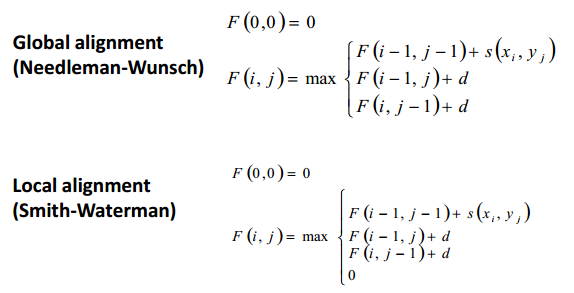 F(0,0) = 0
Global alignment
(Needleman-Wunsch)
F(i, j) = max { F(i − 1, j − 1) + s(x_i, y_j)
F(i − 1, j) + d
F(i, j − 1) + d
F(0,0) = 0
Local alignment
(Smith-Waterman)
F(i, j) = max { F(i − 1, j − 1) + s(x_i, y_j)
F(i − 1, j) + d
F(i, j − 1) + d
0